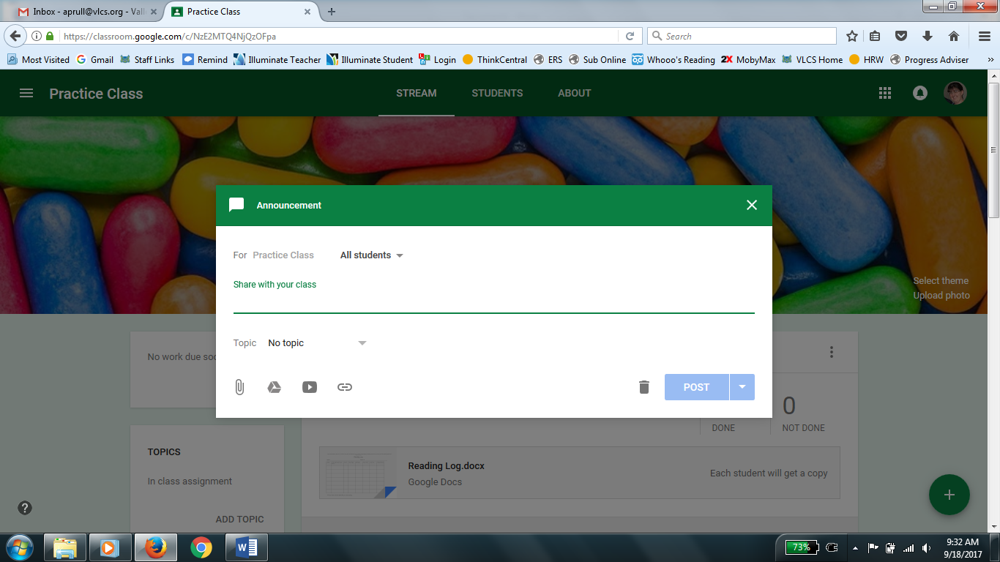 Inbox - aprull@vlcs.org - Vall
Practice Class
https://classroom.google.com/c/NzE2MTQ4NjQzOFpa
Search
Most Visited Gmail Staff Links Remind Illuminate Teacher Illuminate Student Login ThinkCentral ERS Sub Online Whooo's Reading 2X MobyMax VLCS Home HRW Progress Adviser »
Practice Class STREAM STUDENTS ABOUT
Announcement
For Practice Class All students
Share with your class
Select theme
Upload photo
Topic No topic
No work due soo
POST
0
DONE NOT DONE
TOPICS
In class assignment
ADD TOPIC
Reading Log.docx
Google Docs
Each student will get a copy
73%
9:32 AM
9/18/2017